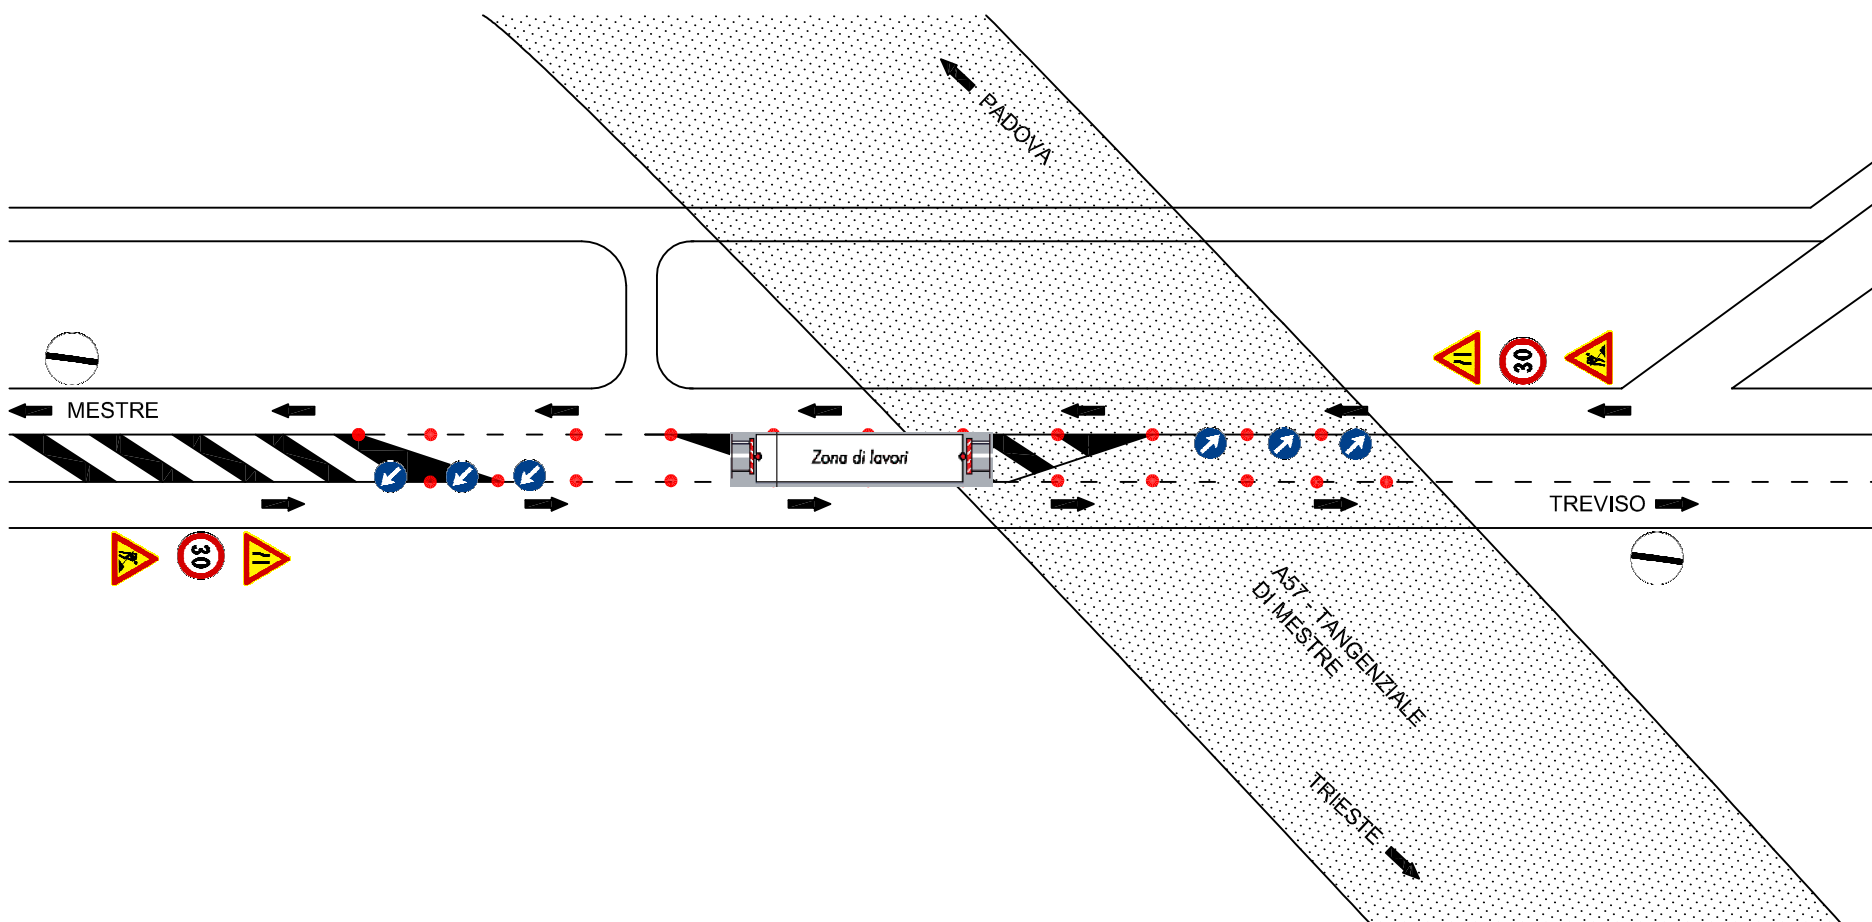 PADOVA
30
MESTRE
Zona di lavori
TREVISO
30
A57 - TANGENZIALE
DI MESTRE
TRIESTE